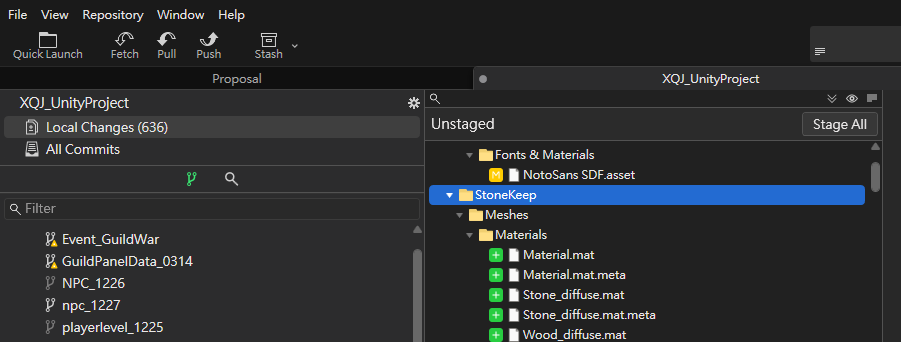 File View Repository Window Help
Quick Launch Fetch Pull Push Stash
Proposal XQJ_UnityProject
XQJ_UnityProject
Local Changes (636)
All Commits
Filter
Event_GuildWar
GuildPanelData_0314
NPC_1226
npc_1227
playerlevel_1225
Unstaged Stage All
Fonts & Materials
M NotoSans SDF.asset
StoneKeep
Meshes
Materials
Material.mat
Material.mat.meta
Stone_diffuse.mat
Stone_diffuse.mat.meta
Wood_diffuse.mat